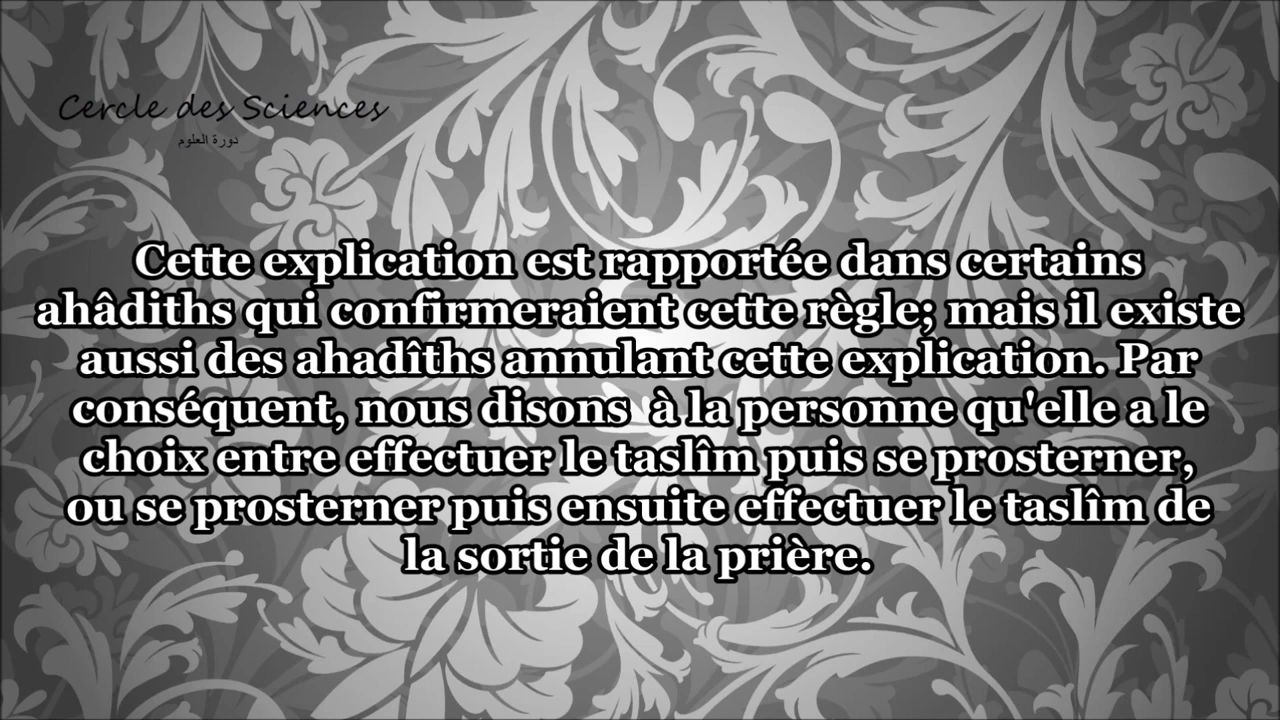 Cercle des Sciences
دورة العلوم
Cette explication est rapportée dans certains
ahâdiths qui confirmeraient cette règle; mais il existe
aussi des ahadîths annulant cette explication. Par
conséquent, nous disons  à la personne qu'elle a le
choix entre effectuer le taslîm puis se prosterner,
ou se prosterner puis ensuite effectuer le taslîm de
la sortie de la prière.